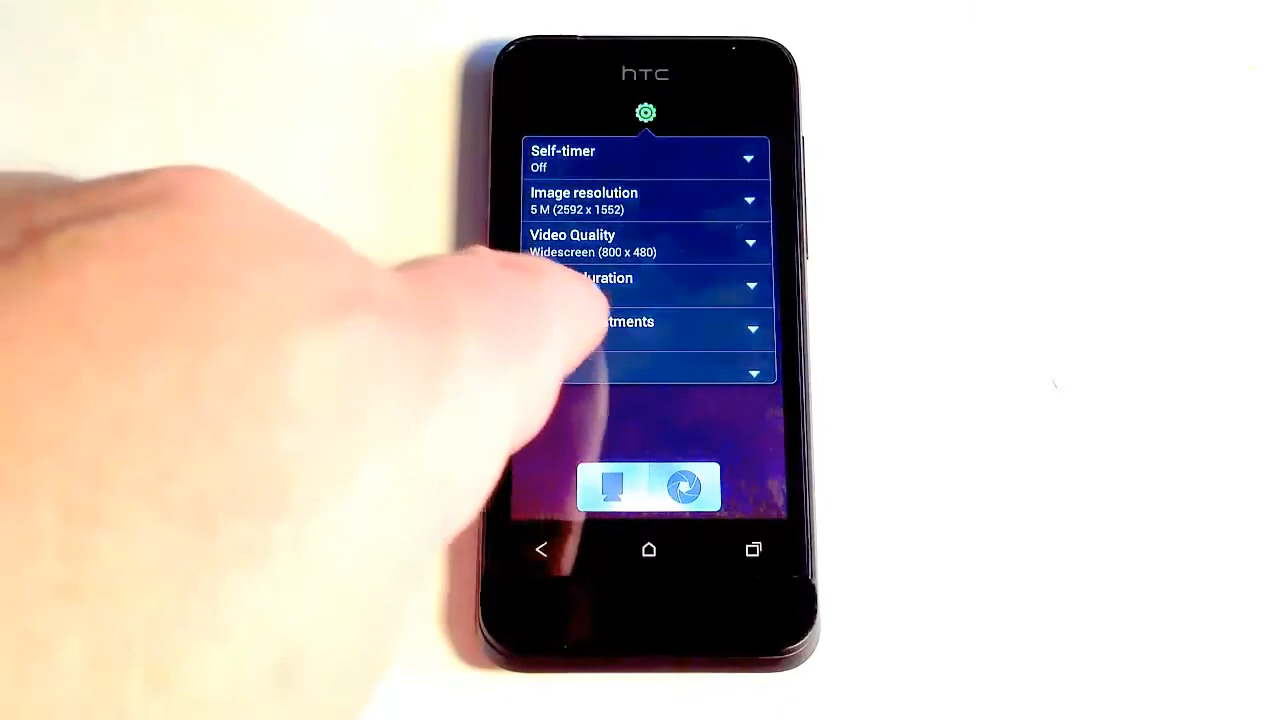 hTC
Self-timer
Off
Image resolution
5 M (2592 x 1552)
Video Quality
Widescreen (800 x 480)